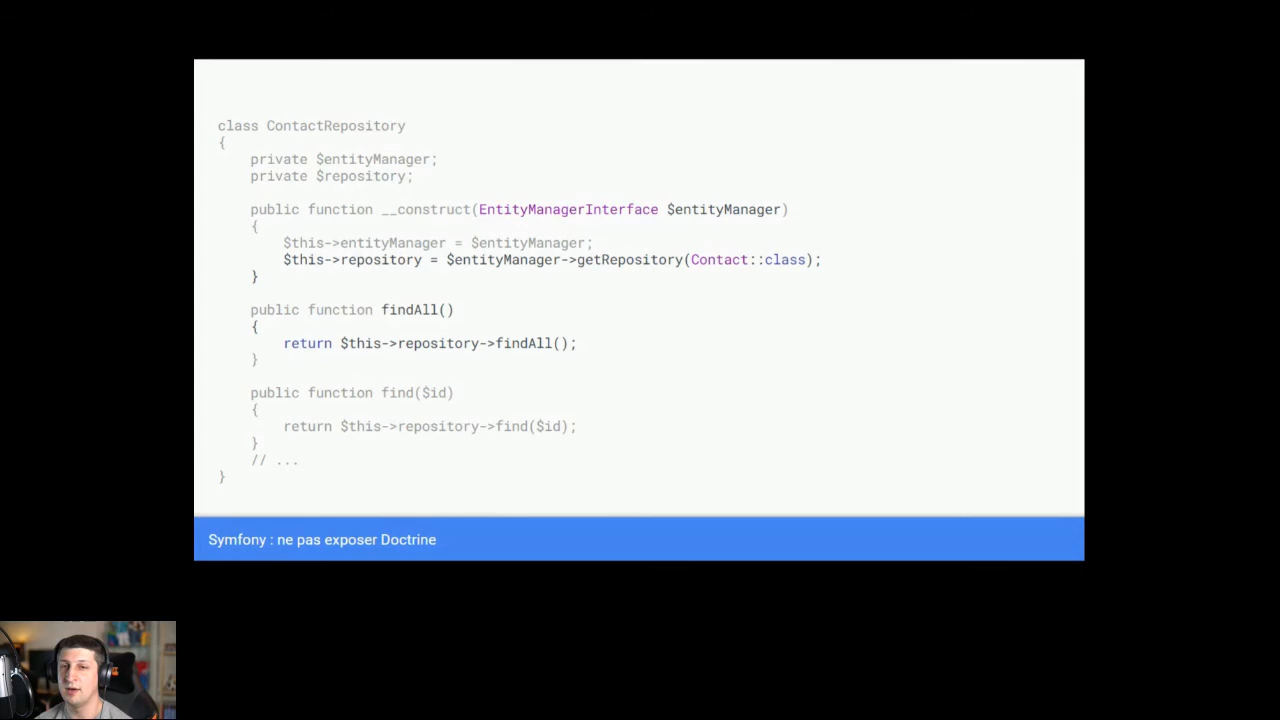 class ContactRepository
{
    private $entityManager;
    private $repository;
    public function __construct(EntityManagerInterface $entityManager)
    {
        $this->entityManager = $entityManager;
        $this->repository = $entityManager->getRepository(Contact::class);
    }
    public function findAll()
    {
        return $this->repository->findAll();
    }
    public function find($id)
    {
        return $this->repository->find($id);
    }
    // ...
}
Symfony : ne pas exposer Doctrine